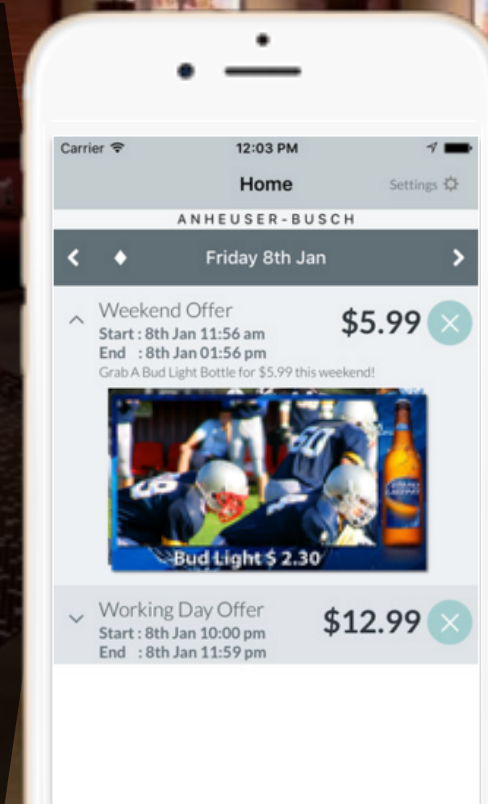 Carrier
12:03 PM
Home
Settings
ANHEUSER-BUSCH
Friday 8th Jan
Weekend Offer
$5.99
Start : 8th Jan 11:56 am
End : 8th Jan 01:56 pm
Grab A Bud Light Bottle for $5.99 this weekend!
Bud Light $ 2.30
Working Day Offer
$12.99
Start : 8th Jan 10:00 pm
End : 8th Jan 11:59 pm